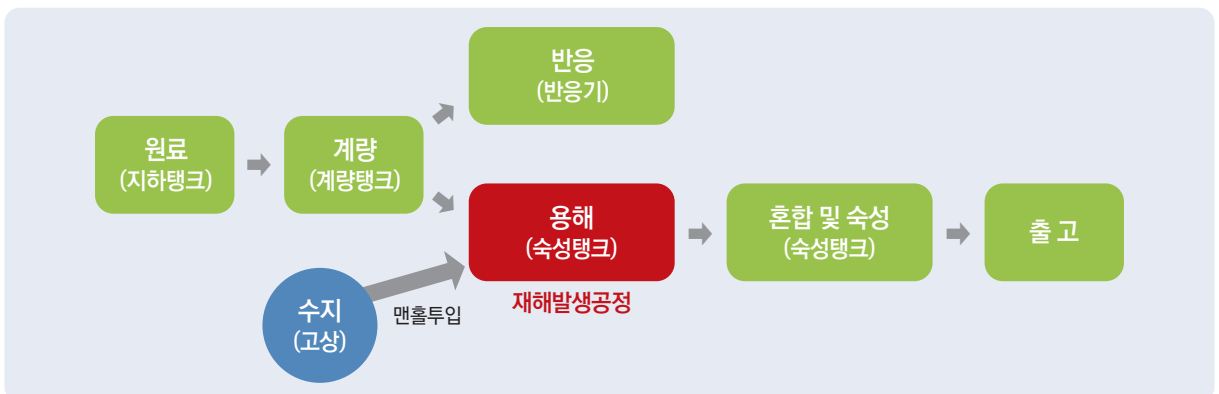 원료
(지하탱크)
계량
(계량탱크)
반응
(반응기)
용해
(숙성탱크)
재해발생공정
수지
(고상)
맨홀투입
혼합 및 숙성
(숙성탱크)
출 고